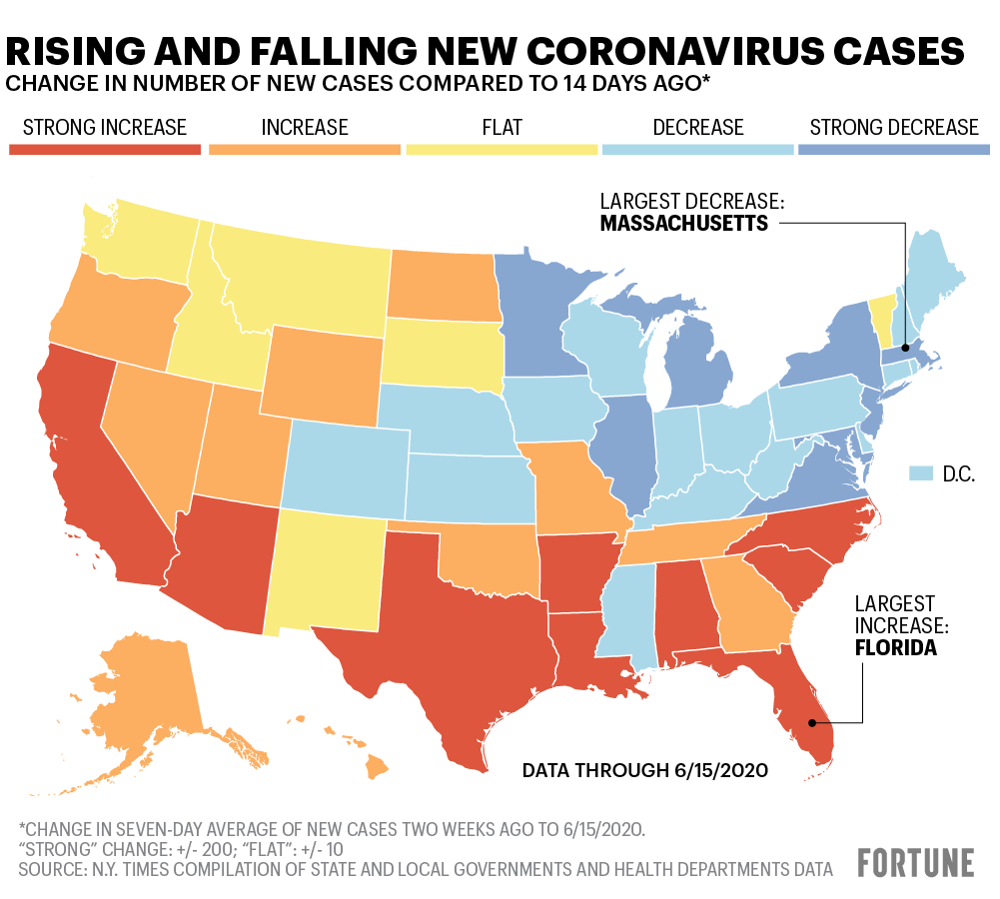 RISING AND FALLING NEW CORONAVIRUS CASES
CHANGE IN NUMBER OF NEW CASES COMPARED TO 14 DAYS AGO*
STRONG INCREASE INCREASE FLAT DECREASE STRONG DECREASE
LARGEST DECREASE:
MASSACHUSETTS
D.C.
LARGEST
INCREASE:
FLORIDA
DATA THROUGH 6/15/2020
*CHANGE IN SEVEN-DAY AVERAGE OF NEW CASES TWO WEEKS AGO TO 6/15/2020.
“STRONG” CHANGE: +/- 200; “FLAT”: +/- 10
SOURCE: N.Y. TIMES COMPILATION OF STATE AND LOCAL GOVERNMENTS AND HEALTH DEPARTMENTS DATA
FORTUNE